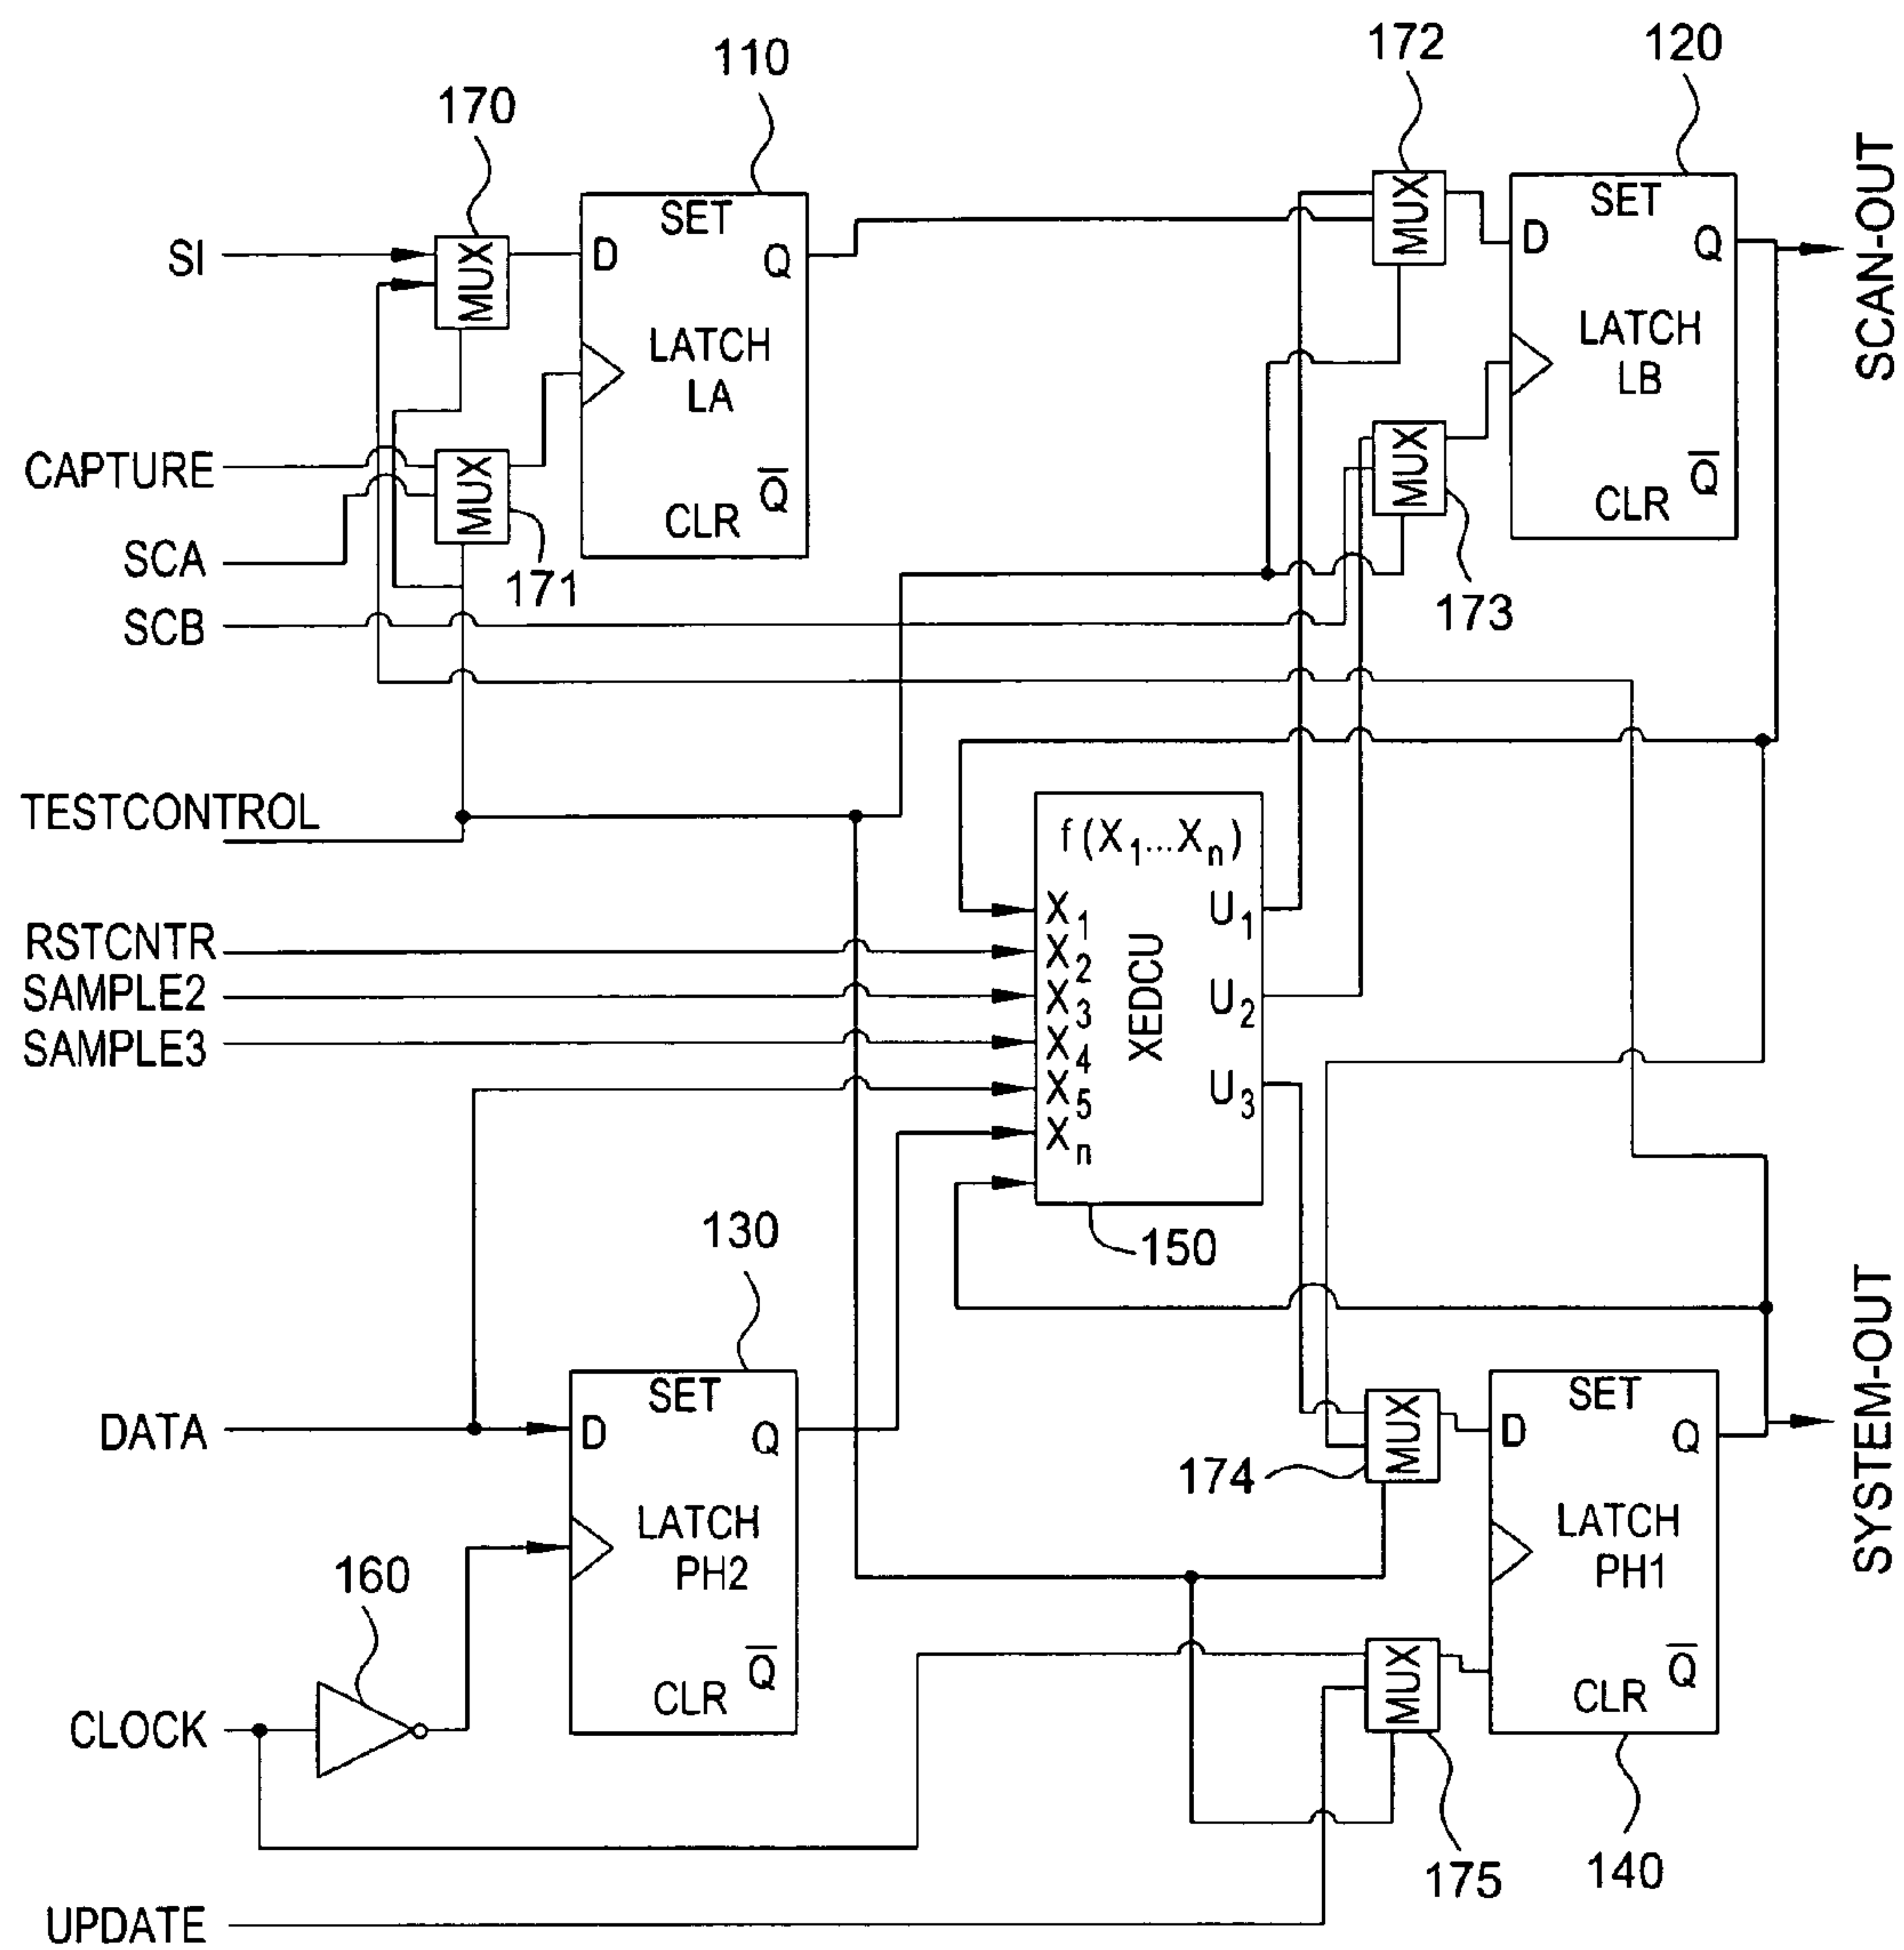 172
120
110
170
SCAN-OUT
SET
D
Q
LATCH
LA
Q
CLR
SI
MUX
CAPTURE
MUX
SCA
171
SCB
MUX
SET
D
Q
LATCH
LB
Q
CLR
MUX
173
TESTCONTROL
f(X1...Xn)
X1
X2
X3
X4
X5
Xn
XEDCU
U1
U2
U3
RSTCNTR
SAMPLE2
SAMPLE3
150
130
SYSTEM-OUT
DATA
SET
D
Q
LATCH
PH2
Q
CLR
160
CLOCK
174
MUX
SET
D
Q
LATCH
PH1
Q
CLR
MUX
175
140
UPDATE